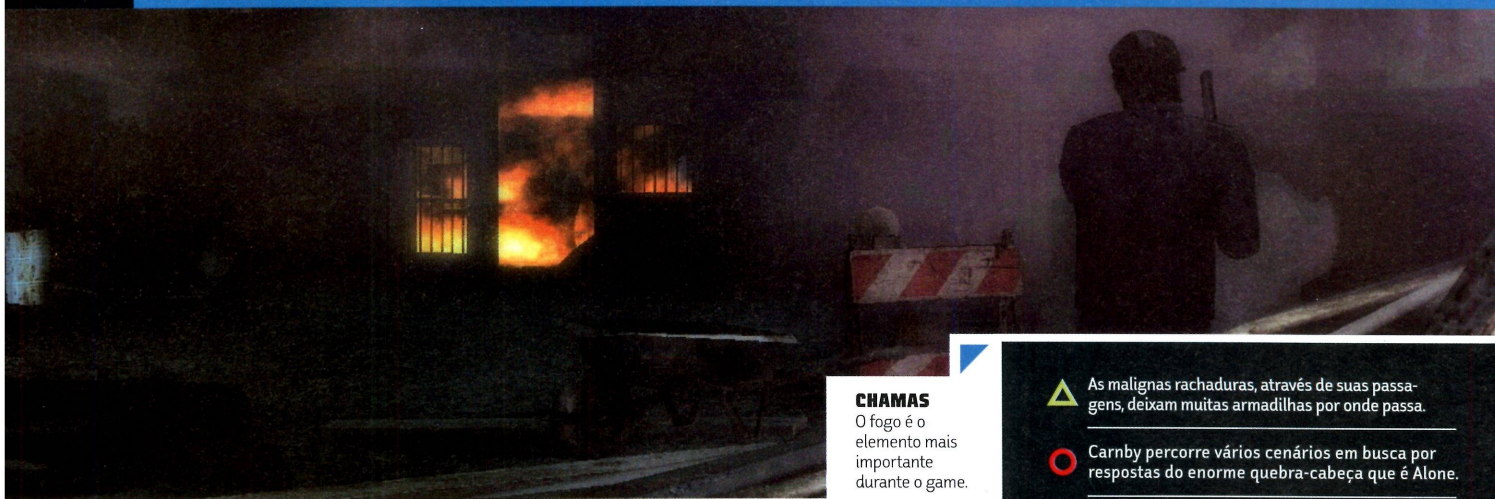 CHAMAS
O fogo é o
elemento mais
importante
durante o game.
As malignas rachaduras, através de suas passa-
gens, deixam muitas armadilhas por onde passa.
Carnby percorre vários cenários em busca por
respostas do enorme quebra-cabeça que é Alone.